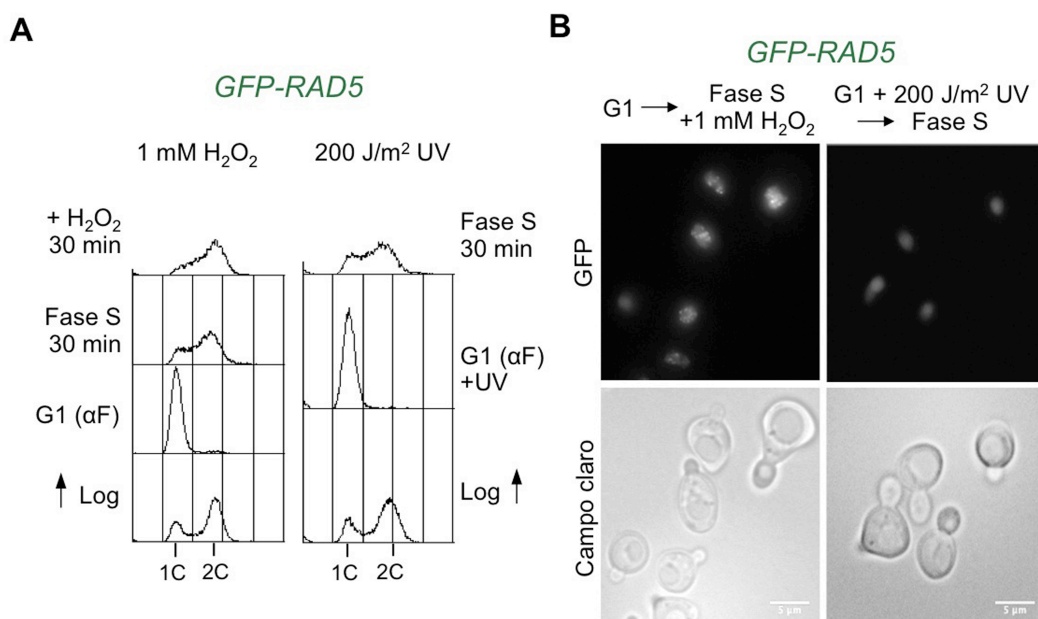 A
GFP-RAD5
1 mM H₂O₂
200 J/m² UV
+ H₂O₂
30 min
Fase S
30 min
G1 (αF)
↑ Log
1C
2C
Fase S
30 min
G1 (αF)
+UV
Log ↑
1C
2C
B
GFP-RAD5
G1 → Fase S
+1 mM H₂O₂
G1 + 200 J/m² UV
→ Fase S
GFP
Campo claro
5 µm
5 µm